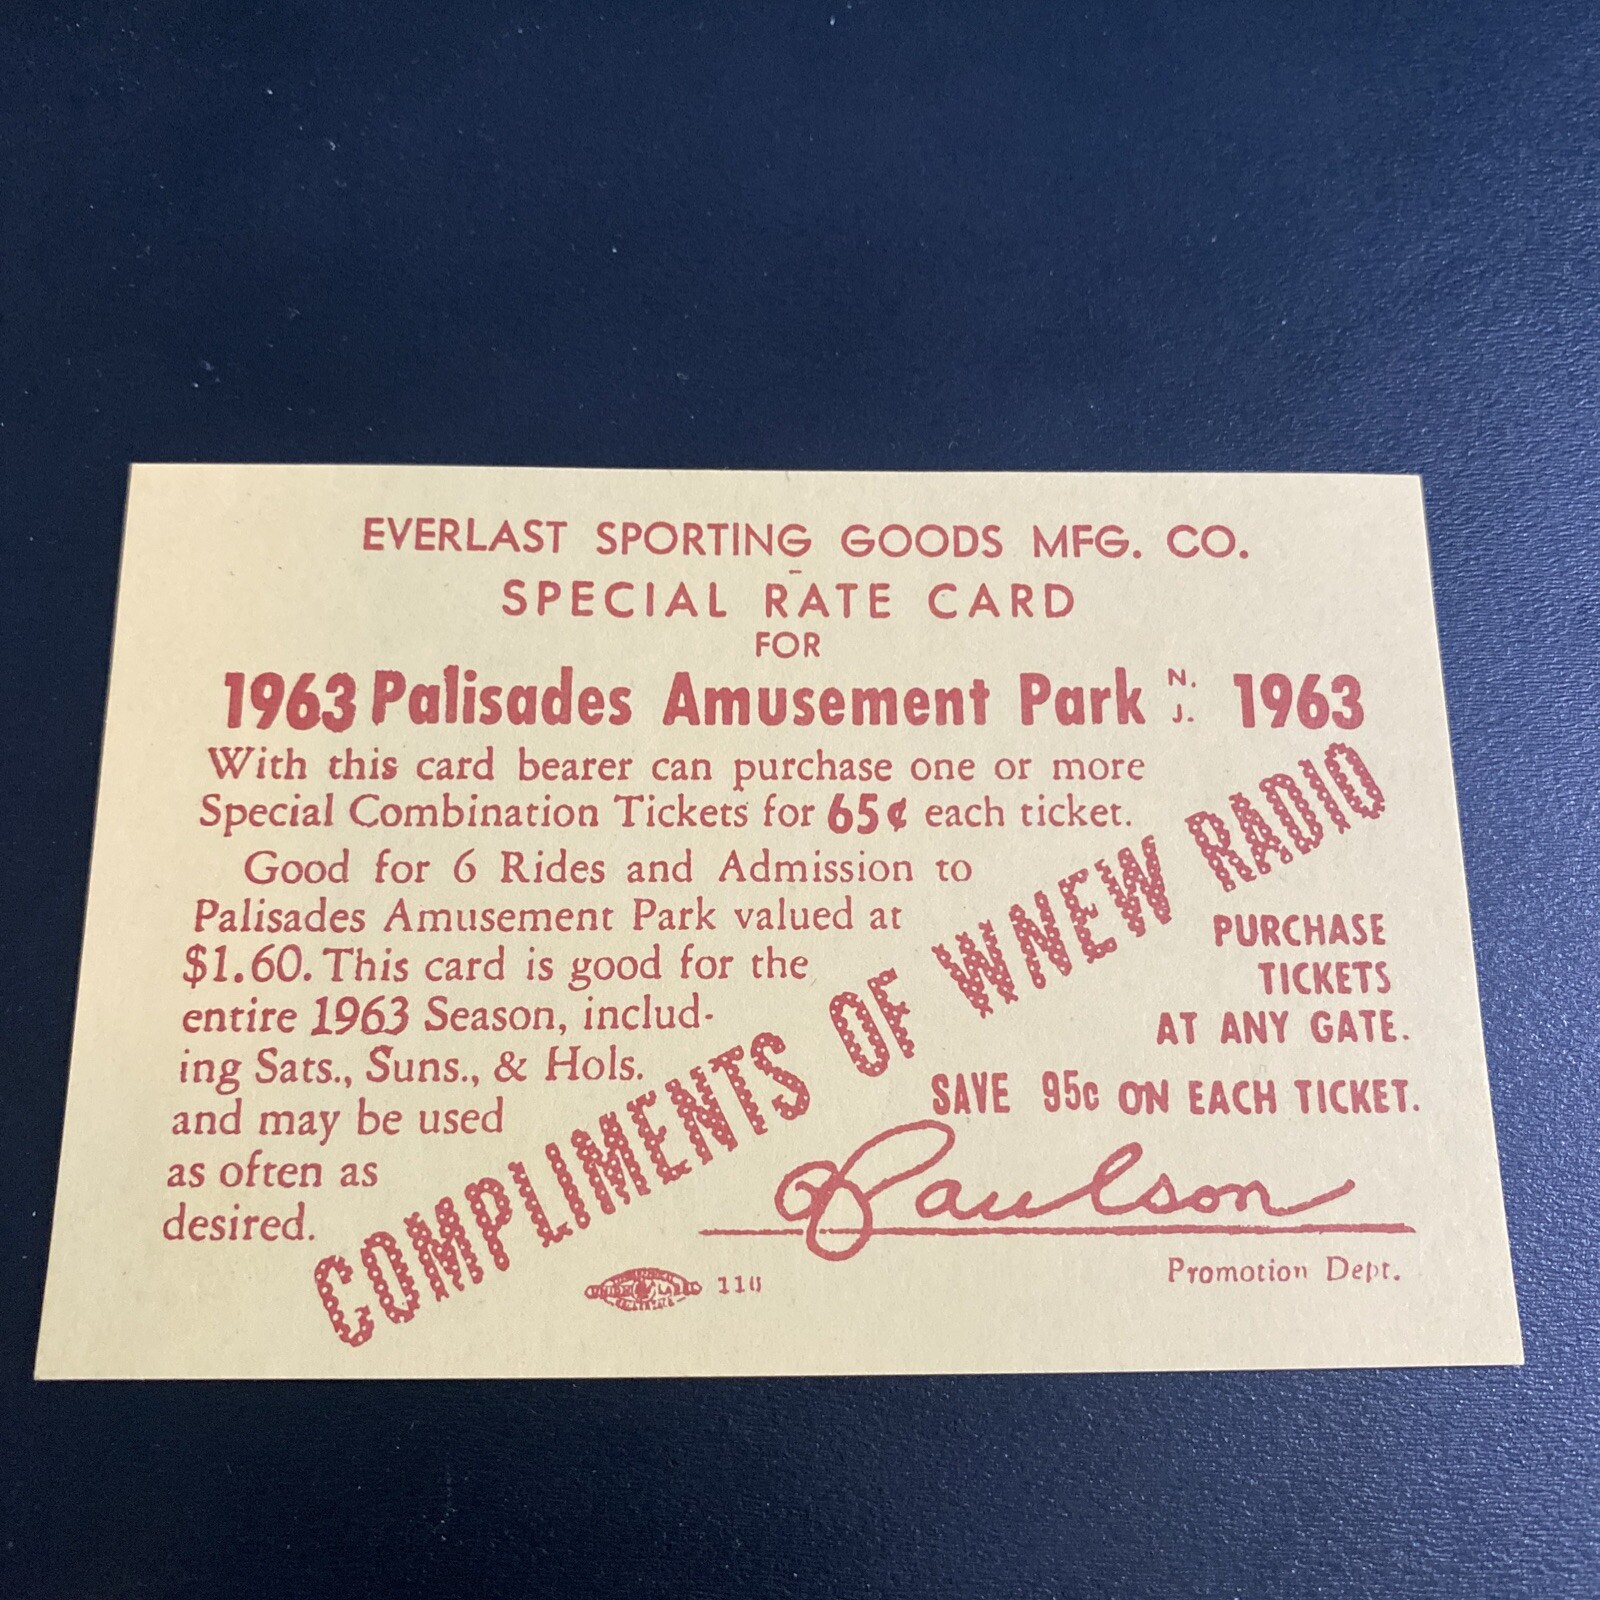 EVERLAST SPORTING GOODS MFG. CO.
SPECIAL RATE CARD
FOR
1963 Palisades Amusement Park N. J. 1963
With this card bearer can purchase one or more
Special Combination Tickets for 65¢ each ticket.
Good for 6 Rides and Admission to
Palisades Amusement Park valued at
$1.60. This card is good for the
entire 1963 Season, includ-
ing Sats., Suns., & Hols.
and may be used
as often as
desired.
COMPLIMENTS OF WNEW RADIO
PURCHASE
TICKETS
AT ANY GATE.
SAVE 95c ON EACH TICKET.
Paulson
Promotion Dept.
UNION LABEL